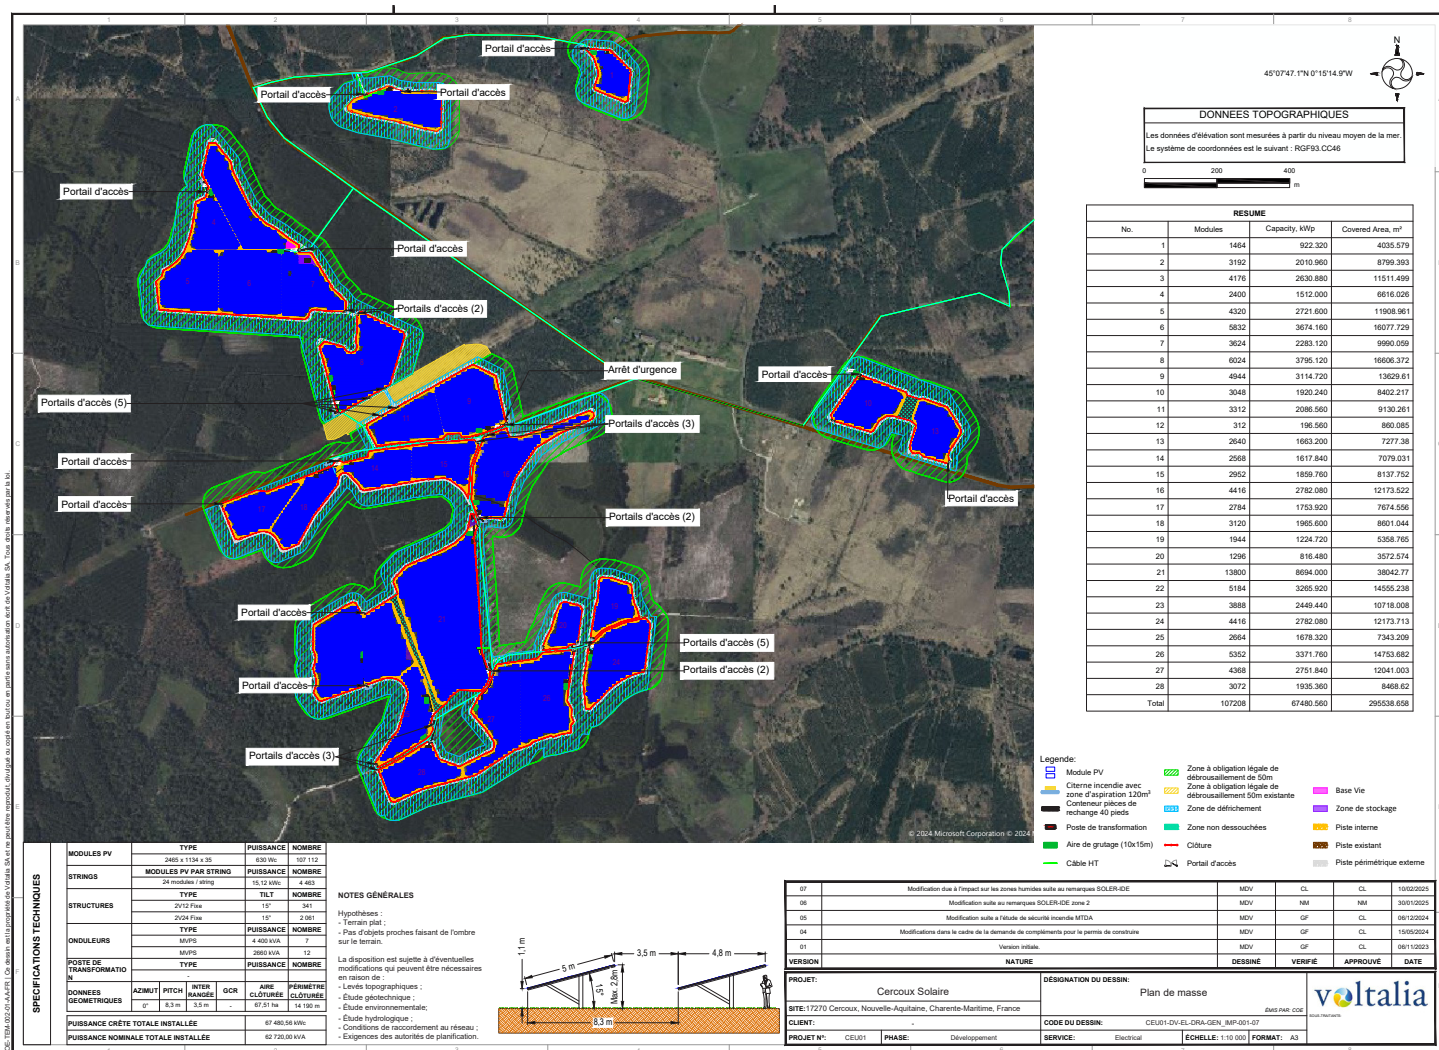 Portail d'accès
Portail d'accès
Portail d'accès
Portail d'accès
Portail d'accès
Portails d'accès (2)
Arrêt d'urgence
Portail d'accès
Portails d'accès (5)
Portails d'accès (3)
Portail d'accès
Portail d'accès
Portail d'accès
Portails d'accès (2)
Portail d'accès
Portails d'accès (5)
Portails d'accès (2)
Portail d'accès
Portails d'accès (3)
© 2024 Microsoft Corporation © 2024 M
N
45°07'47.1"N 0°15'14.9"W
DONNEES TOPOGRAPHIQUES
Les données d'élévation sont mesurées à partir du niveau moyen de la mer.
Le système de coordonnées est le suivant : RGF93.CC46
0 200 400
m
RESUME
No. Modules Capacity, kWp Covered Area, m²
1 1464 922.320 4035.579
2 3192 2010.960 8799.393
3 4176 2630.880 11511.499
4 2400 1512.000 6616.026
5 4320 2721.600 11908.961
6 5832 3674.160 16077.729
7 3624 2283.120 9990.059
8 6024 3795.120 16606.372
9 4944 3114.720 13629.61
10 3048 1920.240 8402.217
11 3312 2086.560 9130.261
12 312 196.560 860.085
13 2640 1663.200 7277.38
14 2568 1617.840 7079.031
15 2952 1859.760 8137.752
16 4416 2782.080 12173.522
17 2784 1753.920 7674.556
18 3120 1965.600 8601.044
19 1944 1224.720 5358.765
20 1296 816.480 3572.574
21 13800 8694.000 38042.77
22 5184 3265.920 14555.238
23 3888 2449.440 10718.008
24 4416 2782.080 12173.713
25 2664 1678.320 7343.209
26 5352 3371.760 14753.682
27 4368 2751.840 12041.003
28 3072 1935.360 8468.62
Total 107208 67480.560 295538.658
Legende:
Module PV
Citerne incendie avec
zone d'aspiration 120m³
Conteneur pièces de
rechange 40 pieds
Poste de transformation
Aire de grutage (10x15m)
Câble HT
Zone à obligation légale de
débroussaillement de 50m
Zone à obligation légale de
débroussaillement 50m existante
Zone de défrichement
Zone non dessouchées
Clôture
Portail d'accès
Base Vie
Zone de stockage
Piste interne
Piste existant
Piste périmétrique externe
SPECIFICATIONS TECHNIQUES
MODULES PV TYPE PUISSANCE NOMBRE
2465 x 1134 x 35 630 Wc 107 112
STRINGS MODULES PV PAR STRING PUISSANCE NOMBRE
24 modules / string 15,12 kWc 4 463
STRUCTURES TYPE TILT NOMBRE
2V12 Fixe 15° 341
2V24 Fixe 15° 2 061
ONDULEURS TYPE PUISSANCE NOMBRE
MVPS 4 400 kVA 7
MVPS 2660 kVA 12
POSTE DE
TRANSFORMATIO
N
TYPE PUISSANCE NOMBRE
-
DONNEES
GEOMETRIQUES
AZIMUT PITCH INTER RANGÉE GCR AIRE CLÔTURÉE PÉRIMÈTRE CLÔTURÉE
0° 8,3 m 3,5 m - 67,51 ha 14 190 m
PUISSANCE CRÊTE TOTALE INSTALLÉE 67 480,56 kWc
PUISSANCE NOMINALE TOTALE INSTALLÉE 62 720,00 kVA
NOTES GÉNÉRALES
Hypothèses :
- Terrain plat ;
- Pas d'objets proches faisant de l'ombre
sur le terrain.
La disposition est sujette à d'éventuelles
modifications qui peuvent être nécessaires
en raison de :
- Levés topographiques ;
- Étude géotechnique ;
- Étude environnementale;
- Étude hydrologique ;
- Conditions de raccordement au réseau ;
- Exigences des autorités de planification.
1,1 m
5 m
15°
Max. 2,8m
3,5 m
4,8 m
8,3 m
07 Modification due à l'impact sur les zones humides suite au remarques SOLER-IDE MDV CL CL 10/02/2025
06 Modification suite au remarques SOLER-IDE zone 2 MDV NM NM 30/01/2025
05 Modification suite a l'étude de sécurité incendie MTDA MDV GF CL 06/12/2024
04 Modifications dans le cadre de la demande de compléments pour le permis de construire MDV GF CL 15/05/2024
01 Version initiale. MDV GF CL 06/11/2023
VERSION NATURE DESSINÉ VERIFIÉ APPROUVÉ DATE
PROJET:
Cercoux Solaire
SITE:17270 Cercoux, Nouvelle-Aquitaine, Charente-Maritime, France
CLIENT: -
PROJET Nº: CEU01 PHASE: Développement
DÉSIGNATION DU DESSIN:
Plan de masse
CODE DU DESSIN: CEU01-DV-EL-DRA-GEN_IMP-001-07
SERVICE: Electrical ÉCHELLE: 1:10 000 FORMAT: A3
voltalia
ÉMIS PAR: COE